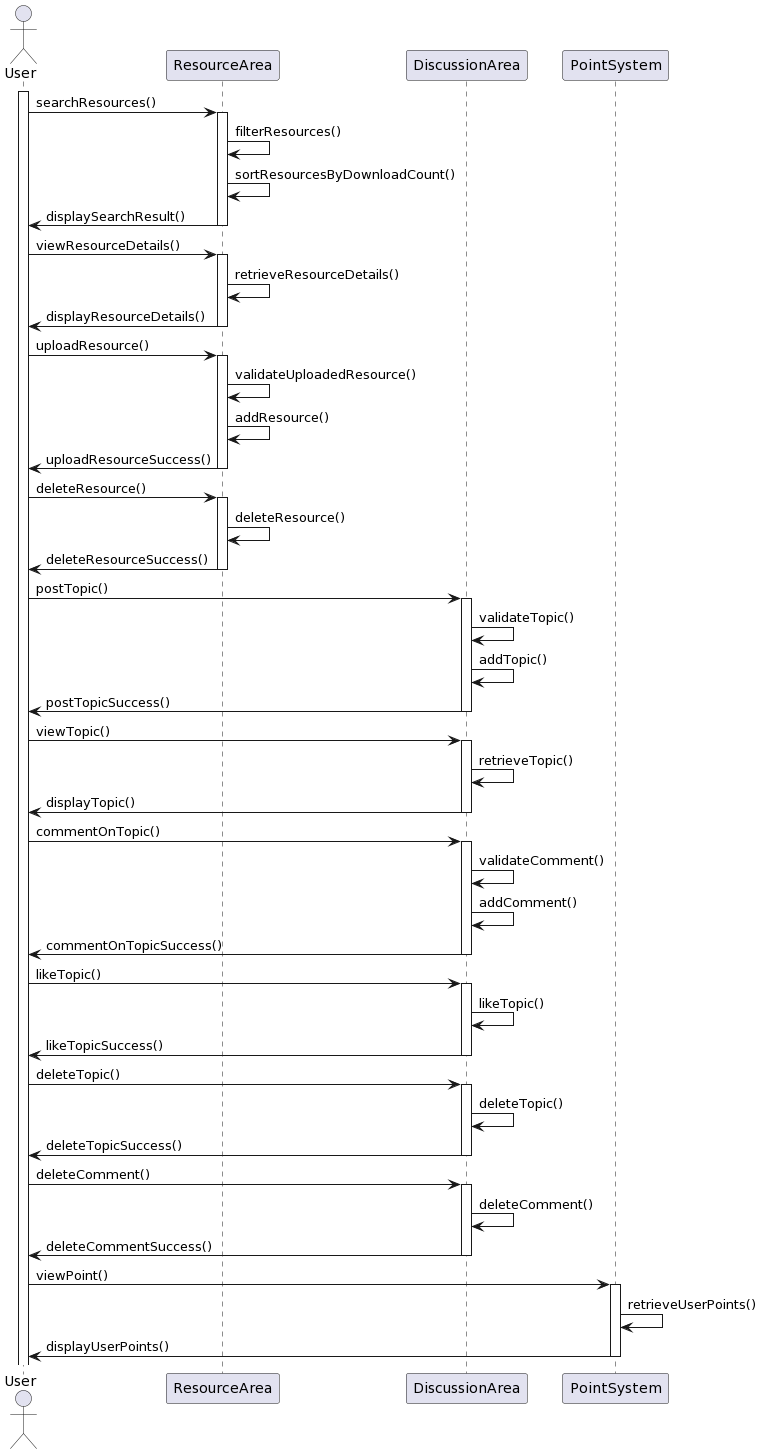 User
ResourceArea
DiscussionArea
PointSystem
searchResources()
filterResources()
sortResourcesByDownloadCount()
displaySearchResult()
viewResourceDetails()
retrieveResourceDetails()
displayResourceDetails()
uploadResource()
validateUploadedResource()
addResource()
uploadResourceSuccess()
deleteResource()
deleteResource()
deleteResourceSuccess()
postTopic()
validateTopic()
addTopic()
postTopicSuccess()
viewTopic()
retrieveTopic()
displayTopic()
commentOnTopic()
validateComment()
addComment()
commentOnTopicSuccess()
likeTopic()
likeTopic()
likeTopicSuccess()
deleteTopic()
deleteTopic()
deleteTopicSuccess()
deleteComment()
deleteComment()
deleteCommentSuccess()
viewPoint()
retrieveUserPoints()
displayUserPoints()
User
ResourceArea
DiscussionArea
PointSystem